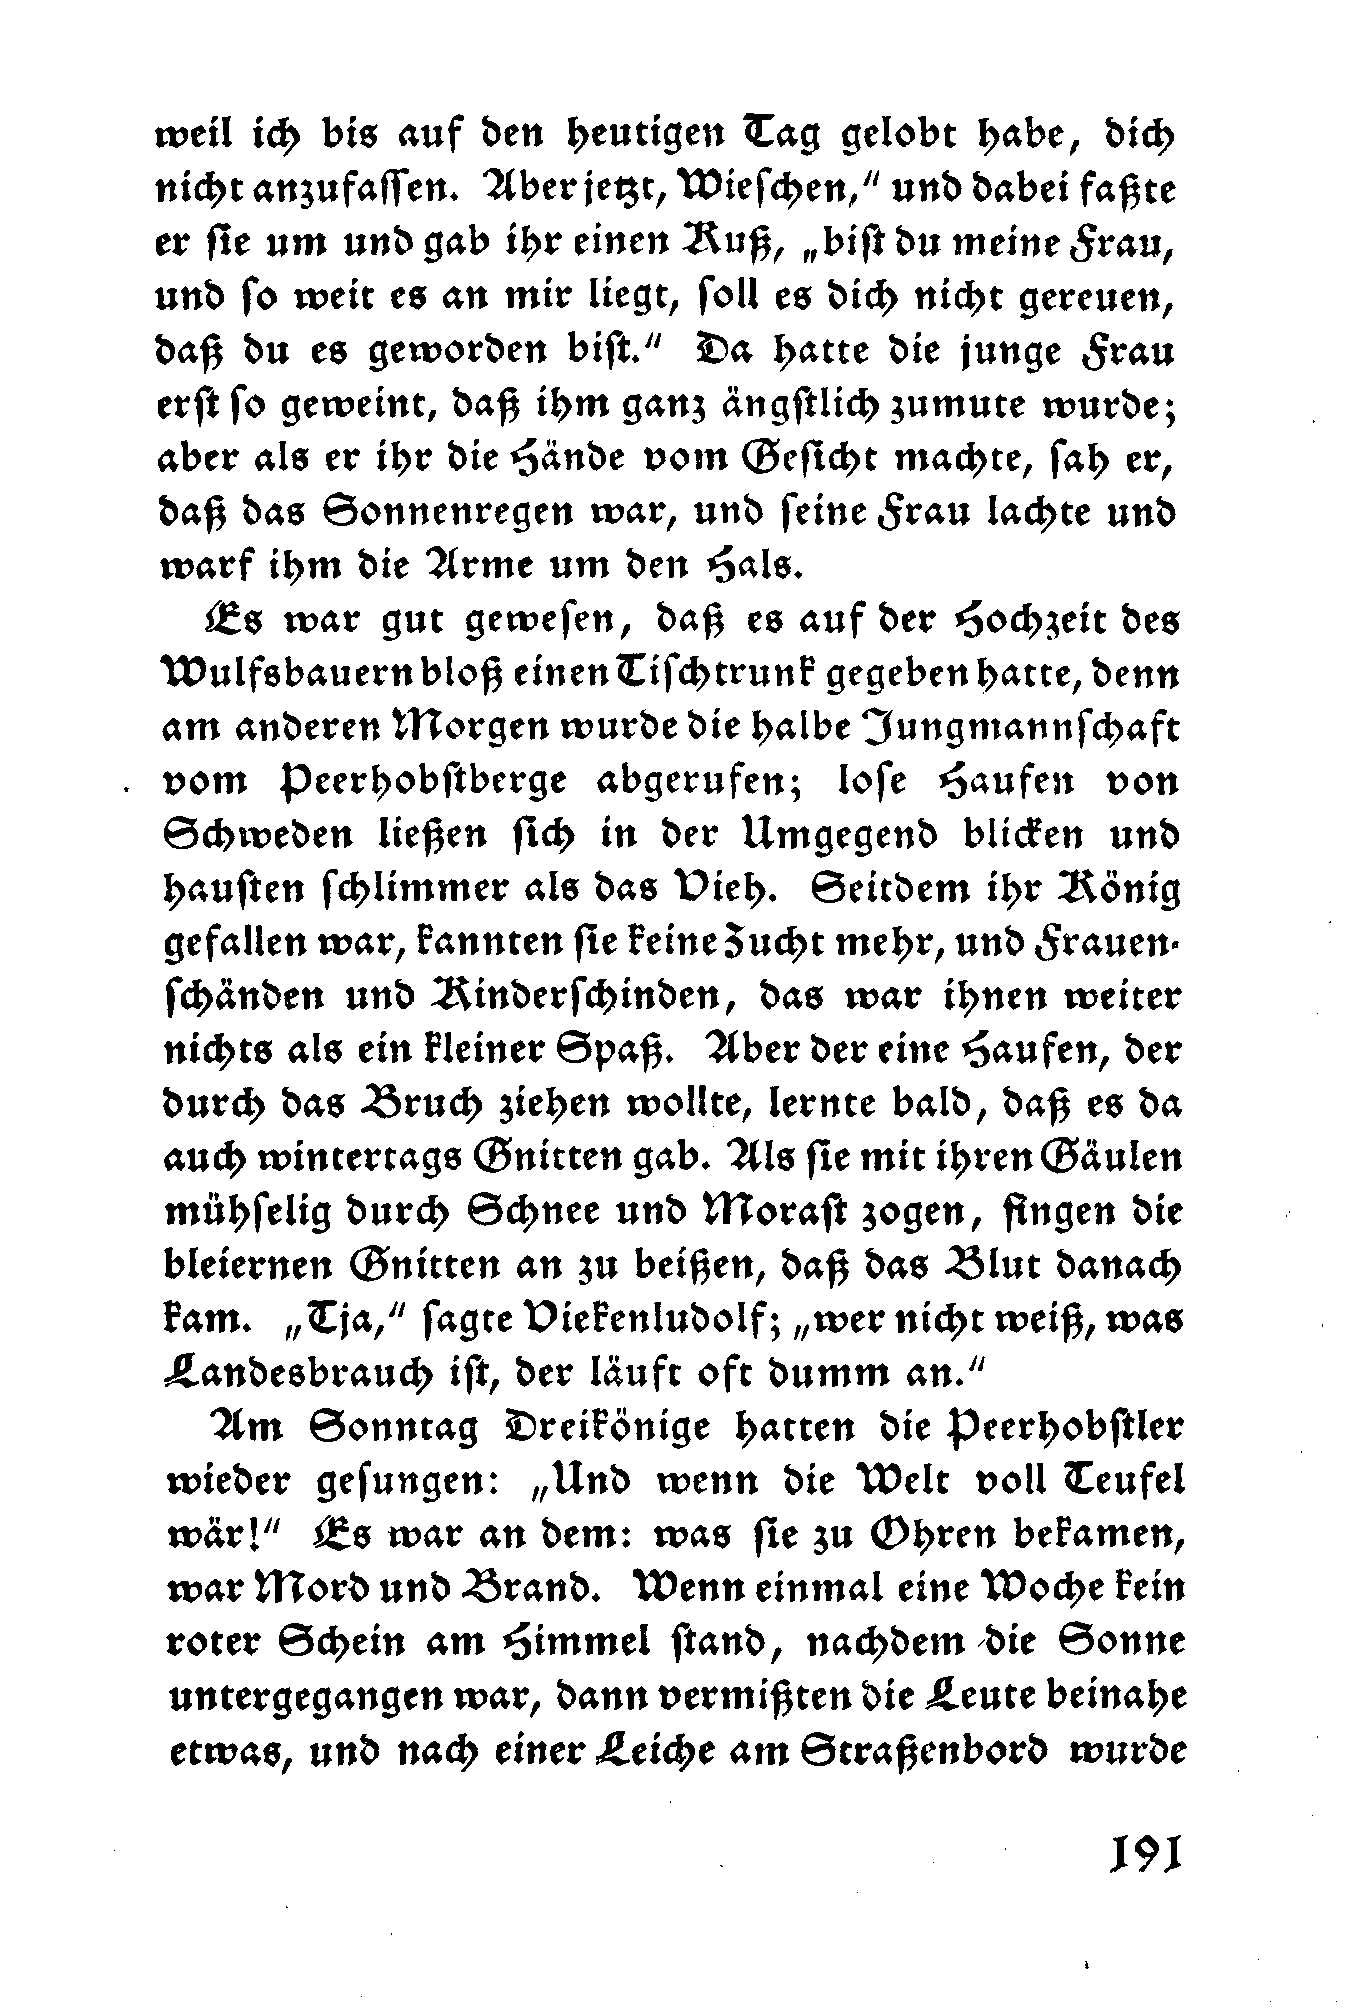 weil ich bis auf den heutigen Tag gelobt habe, dich
nicht anzufassen. Aber jetzt, Wieschen,“ und dabei faßte
er sie um und gab ihr einen Kuß, „bist du meine Frau,
und so weit es an mir liegt, soll es dich nicht gereuen,
daß du es geworden bist.“ Da hatte die junge Frau
erst so geweint, daß ihm ganz ängstlich zumute wurde;
aber als er ihr die Hände vom Gesicht machte, sah er,
daß das Sonnenregen war, und seine Frau lachte und
warf ihm die Arme um den Hals.
Es war gut gewesen, daß es auf der Hochzeit des
Wulfsbauern bloß einen Tischtrunk gegeben hatte, denn
am anderen Morgen wurde die halbe Jungmannschaft
vom Peerhobstberge abgerufen; lose Haufen von
Schweden ließen sich in der Umgegend blicken und
hausten schlimmer als das Vieh. Seitdem ihr König
gefallen war, kannten sie keine Zucht mehr, und Frauen-
schänden und Kinderschinden, das war ihnen weiter
nichts als ein kleiner Spaß. Aber der eine Haufen, der
durch das Bruch ziehen wollte, lernte bald, daß es da
auch wintertags Gnitten gab. Als sie mit ihren Gäulen
mühselig durch Schnee und Morast zogen, fingen die
bleiernen Gnitten an zu beißen, daß das Blut danach
kam. „Tja,“ sagte Viekenludolf; „wer nicht weiß, was
Landesbrauch ist, der läuft oft dumm an.“
Am Sonntag Dreikönige hatten die Peerhobstler
wieder gesungen: „Und wenn die Welt voll Teufel
wär!“ Es war an dem: was sie zu Ohren bekamen,
war Mord und Brand. Wenn einmal eine Woche kein
roter Schein am Himmel stand, nachdem die Sonne
untergegangen war, dann vermißten die Leute beinahe
etwas, und nach einer Leiche am Straßenbord wurde
191